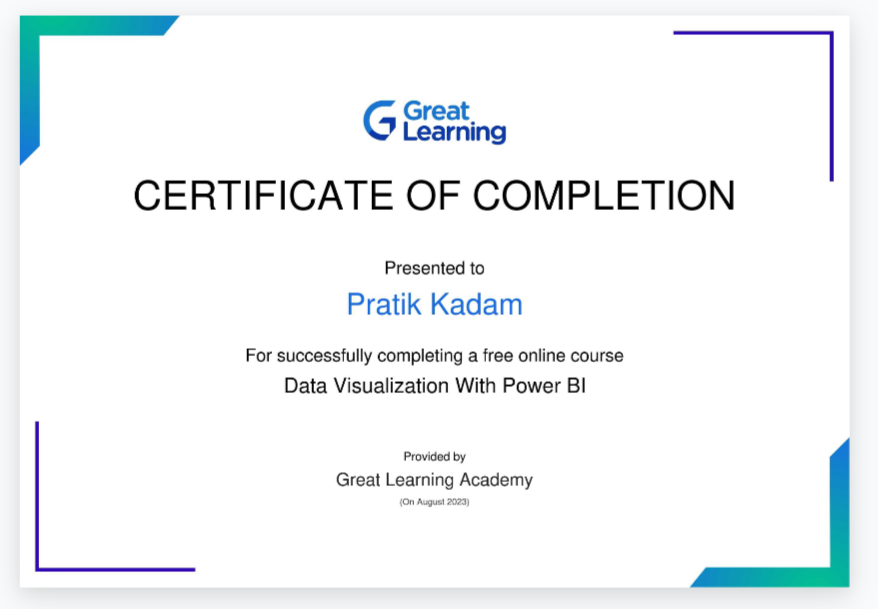 Great
Learning
CERTIFICATE OF COMPLETION
Presented to
Pratik Kadam
For successfully completing a free online course
Data Visualization With Power BI
Provided by
Great Learning Academy
(On August 2023)